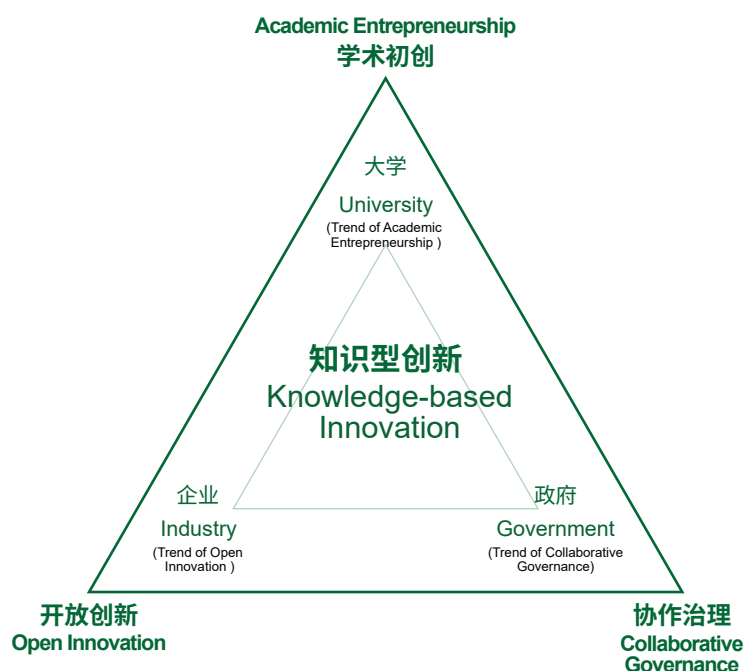 Academic Entrepreneurship
学术初创
大学
University
(Trend of Academic
Entrepreneurship )
知识型创新
Knowledge-based
Innovation
企业
Industry
(Trend of Open
Innovation )
政府
Government
(Trend of Collaborative
Governance)
开放创新
Open Innovation
协作治理
Collaborative
Governance